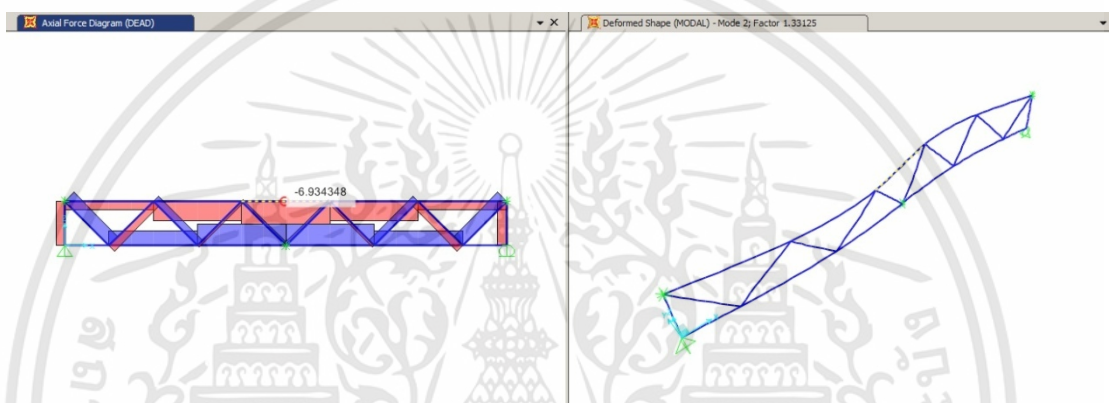 Axial Force Diagram (DEAD)
Deformed Shape (MODAL) - Mode 2; Factor 1.33125
-6.934348